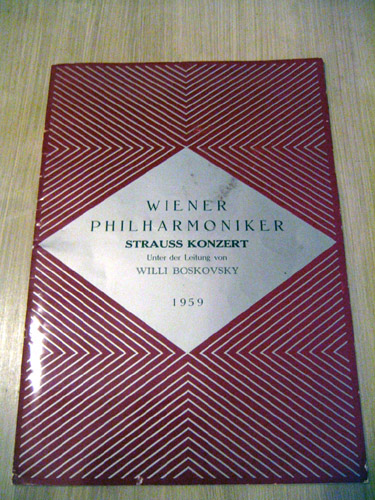 WIENER
PHILHARMONIKER
STRAUSS KONZERT
Unter der Leitung von
WILLI BOSKOVSKY
1959